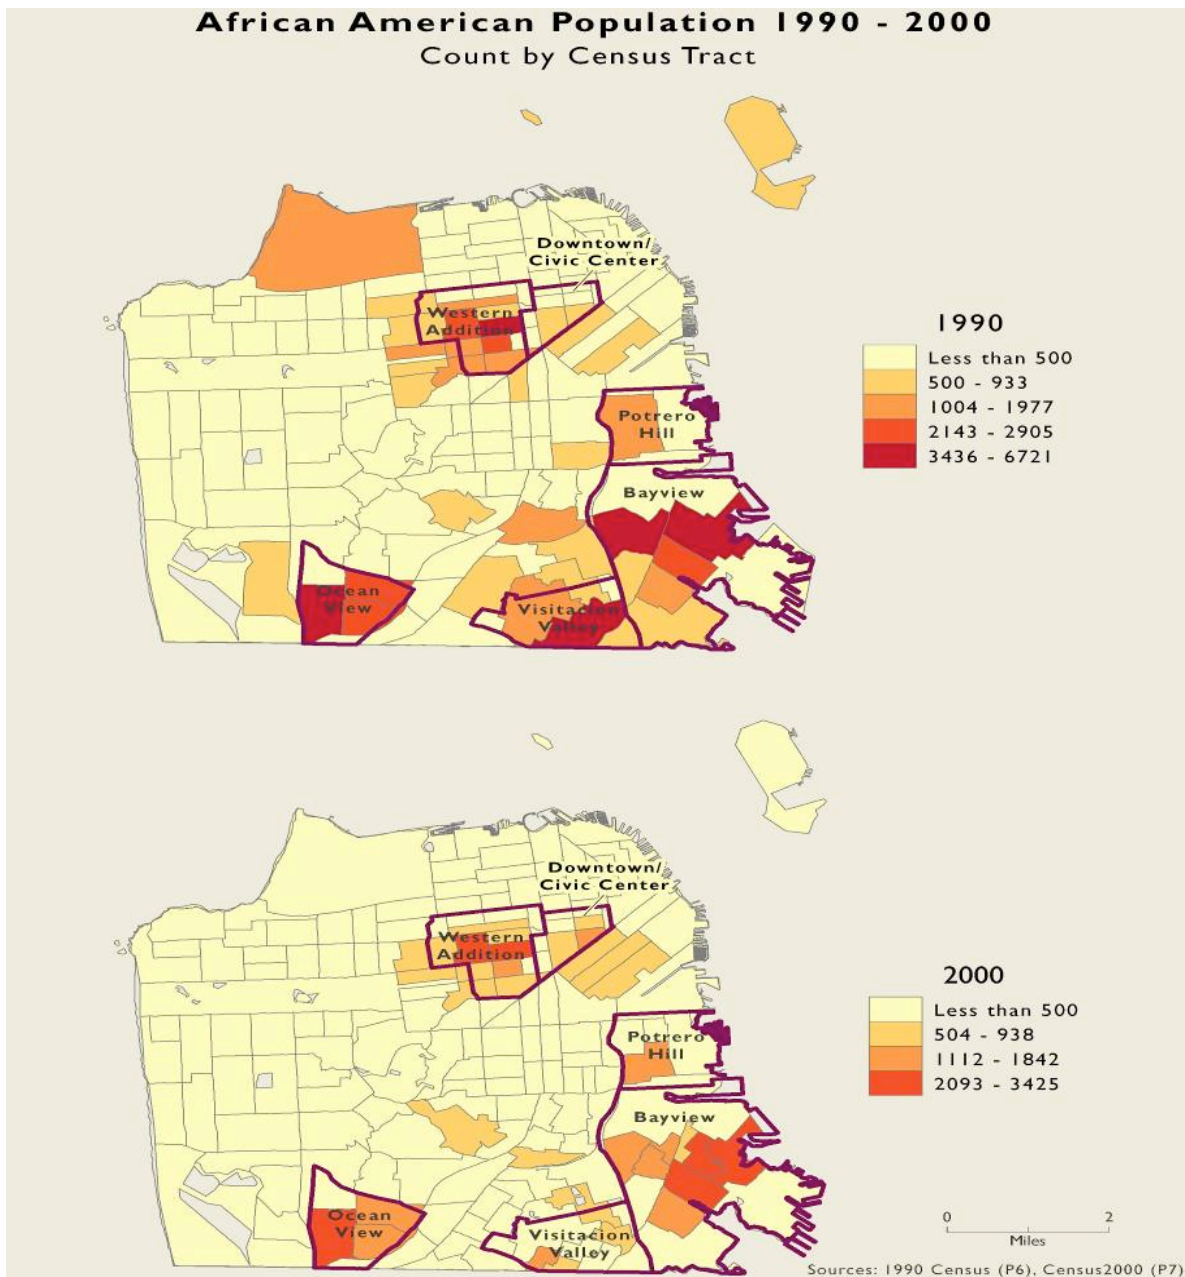 African American Population 1990 - 2000
Count by Census Tract
Downtown/
Civic Center
Western
Addition
Potrero
Hill
Bayview
Ocean
View
Visitacion
Valley
1990
Less than 500
500 - 933
1004 - 1977
2143 - 2905
3436 - 6721
Downtown/
Civic Center
Western
Addition
Potrero
Hill
Bayview
Ocean
View
Visitacion
Valley
2000
Less than 500
504 - 938
1112 - 1842
2093 - 3425
0 2
Miles
Sources: 1990 Census (P6), Census2000 (P7)